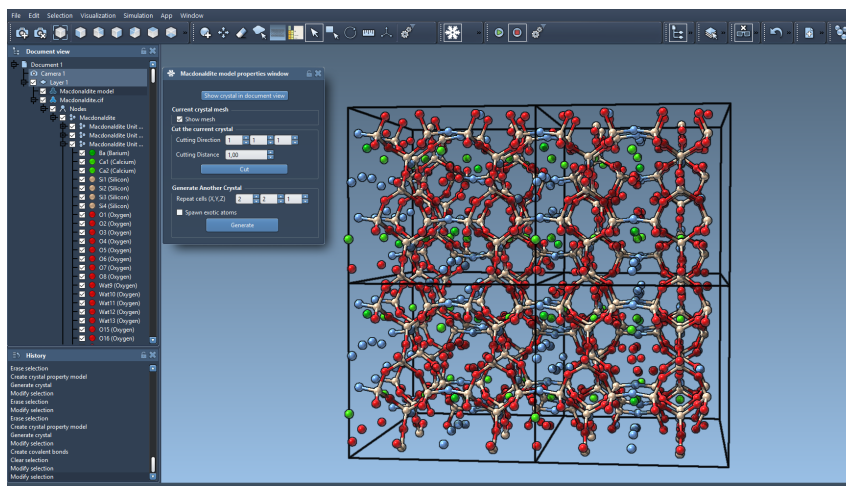 File Edit Selection Visualization Simulation App Window
Document view
Document 1
Camera 1
Layer 1
Macdonaldite model
Macdonaldite.cif
Nodes
Macdonaldite
Macdonaldite Unit ...
Macdonaldite Unit ...
Macdonaldite Unit ...
Ba (Barium)
Ca1 (Calcium)
Ca2 (Calcium)
Si1 (Silicon)
Si2 (Silicon)
Si3 (Silicon)
Si4 (Silicon)
O1 (Oxygen)
O2 (Oxygen)
O3 (Oxygen)
O4 (Oxygen)
O5 (Oxygen)
O6 (Oxygen)
O7 (Oxygen)
O8 (Oxygen)
Wat9 (Oxygen)
Wat10 (Oxygen)
Wat11 (Oxygen)
Wat12 (Oxygen)
Wat13 (Oxygen)
O15 (Oxygen)
O16 (Oxygen)
History
Erase selection
Create crystal property model
Generate crystal
Modify selection
Erase selection
Modify selection
Erase selection
Create crystal property model
Generate crystal
Modify selection
Create covalent bonds
Clear selection
Modify selection
Modify selection
Macdonaldite model properties window
Show crystal in document view
Current crystal mesh
Show mesh
Cut the current crystal
Cutting Direction 1 1 1
Cutting Distance 1,00
Cut
Generate Another Crystal
Repeat cells (X,Y,Z) 2 2 1
Spawn exotic atoms
Generate